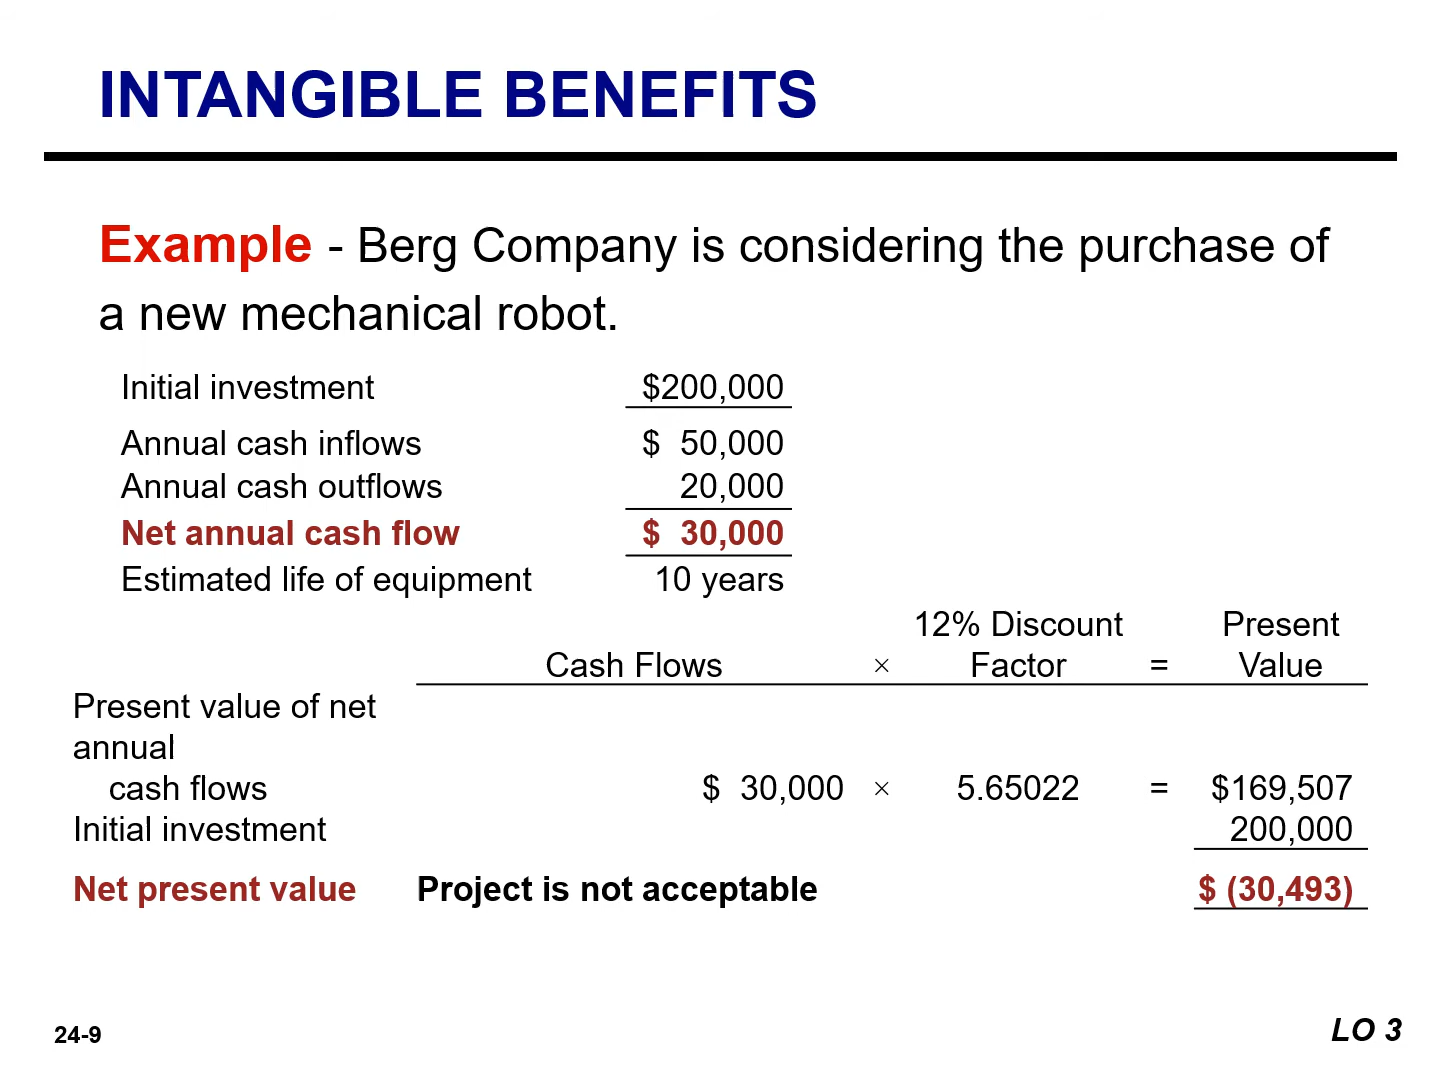 INTANGIBLE BENEFITS
Example - Berg Company is considering the purchase of
a new mechanical robot.
Initial investment $200,000
Annual cash inflows $ 50,000
Annual cash outflows 20,000
Net annual cash flow $ 30,000
Estimated life of equipment 10 years
12% Discount Present
Cash Flows × Factor = Value
Present value of net
annual
cash flows $ 30,000 × 5.65022 = $169,507
Initial investment 200,000
Net present value Project is not acceptable $ (30,493)
24-9 LO 3